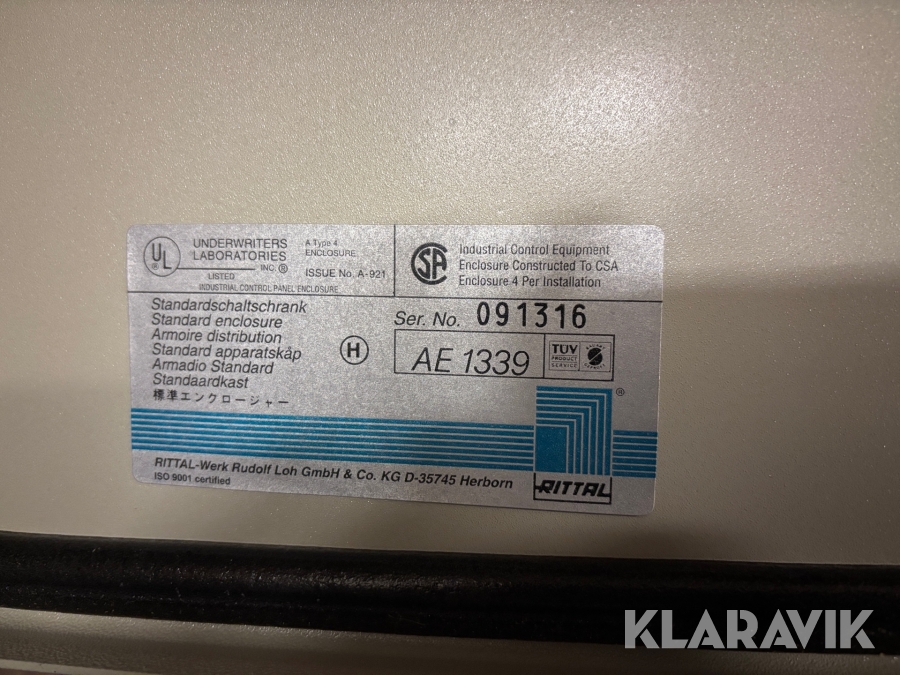 UL ®
UNDERWRITERS
LABORATORIES
INC. ®
LISTED
INDUSTRIAL CONTROL PANEL ENCLOSURE
A Type 4
ENCLOSURE
ISSUE No. A-921
SA
Industrial Control Equipment
Enclosure Constructed To CSA
Enclosure 4 Per Installation
Standardschaltschrank
Standard enclosure
Armoire distribution
Standard apparatskåp
Armadio Standard
Standaardkast
標準エンクロージャー
H
Ser. No. 091316
AE 1339
TÜV
PRODUCT
SERVICE
®
RITTAL
RITTAL-Werk Rudolf Loh GmbH & Co. KG D-35745 Herborn
ISO 9001 certified
KLARAVIK